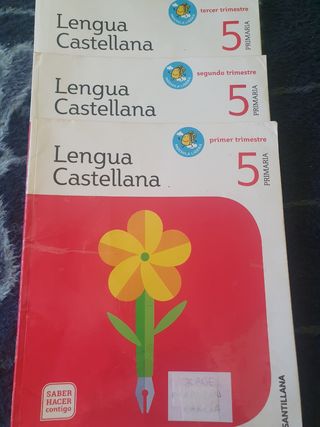 tercer trimestre
Lengua
Castellana
5
PRIMARIA
segundo trimestre
Lengua
Castellana
5
PRIMARIA
primer trimestre
Lengua
Castellana
5
PRIMARIA
SABER
HACER
contigo
SANTILLANA